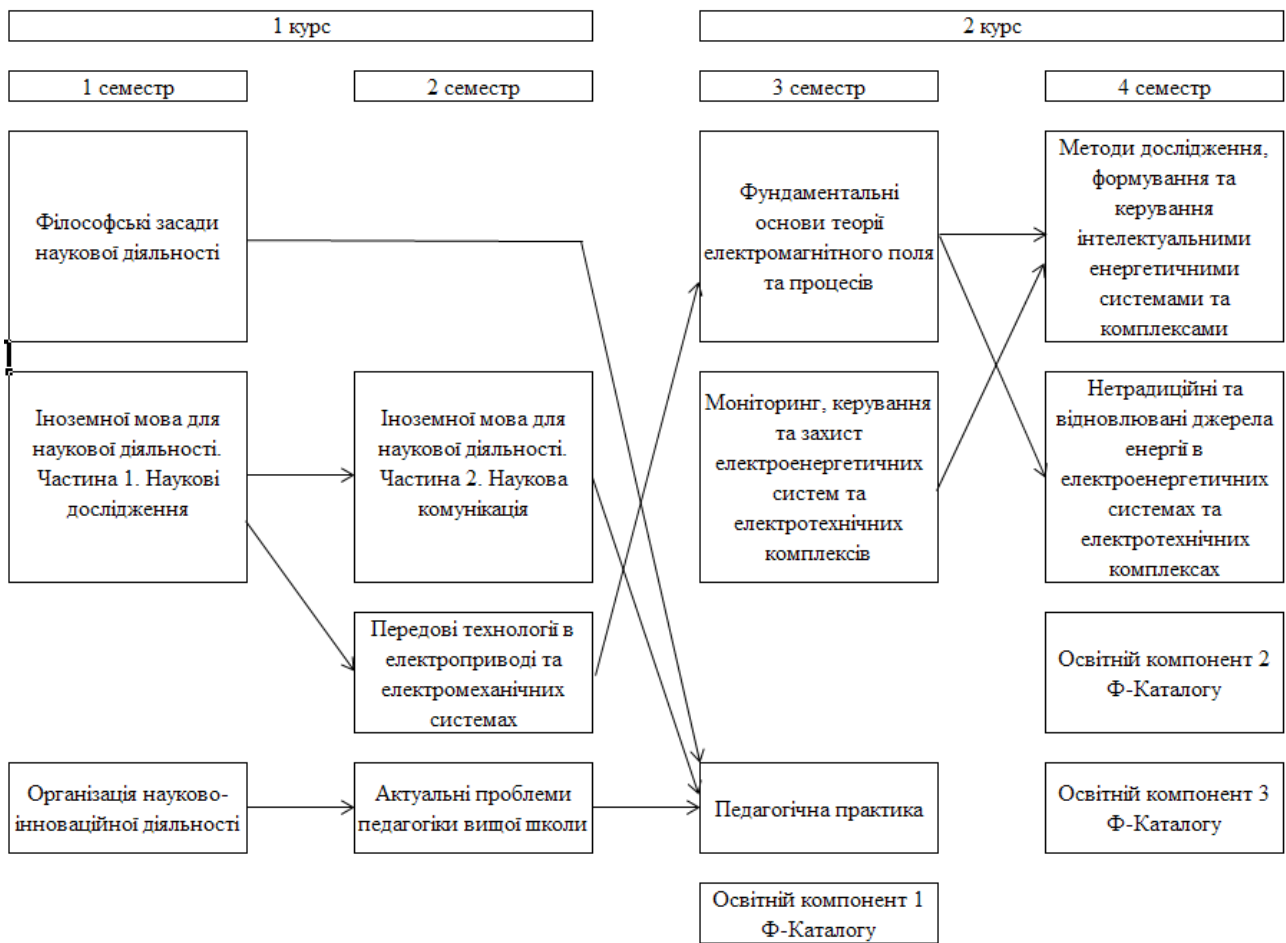 1 курс
2 курс
1 семестр
2 семестр
3 семестр
4 семестр
Філософські засади
наукової діяльності
Фундаментальні
основи теорії
електромагнітного поля
та процесів
Методи дослідження,
формування та
керування
інтелектуальними
енергетичними
системами та
комплексами
Іноземної мова для
наукової діяльності.
Частина 1. Наукові
дослідження
Іноземної мова для
наукової діяльності.
Частина 2. Наукова
комунікація
Моніторинг, керування
та захист
електроенергетичних
систем та
електротехнічних
комплексів
Нетрадиційні та
відновлювані джерела
енергії в
електроенергетичних
системах та
електротехнічних
комплексах
Передові технології в
електроприводі та
електромеханічних
системах
Освітній компонент 2
Ф-Каталогу
Організація науково-
інноваційної діяльності
Актуальні проблеми
педагогіки вищої школи
Педагогічна практика
Освітній компонент 3
Ф-Каталогу
Освітній компонент 1
Ф-Каталогу